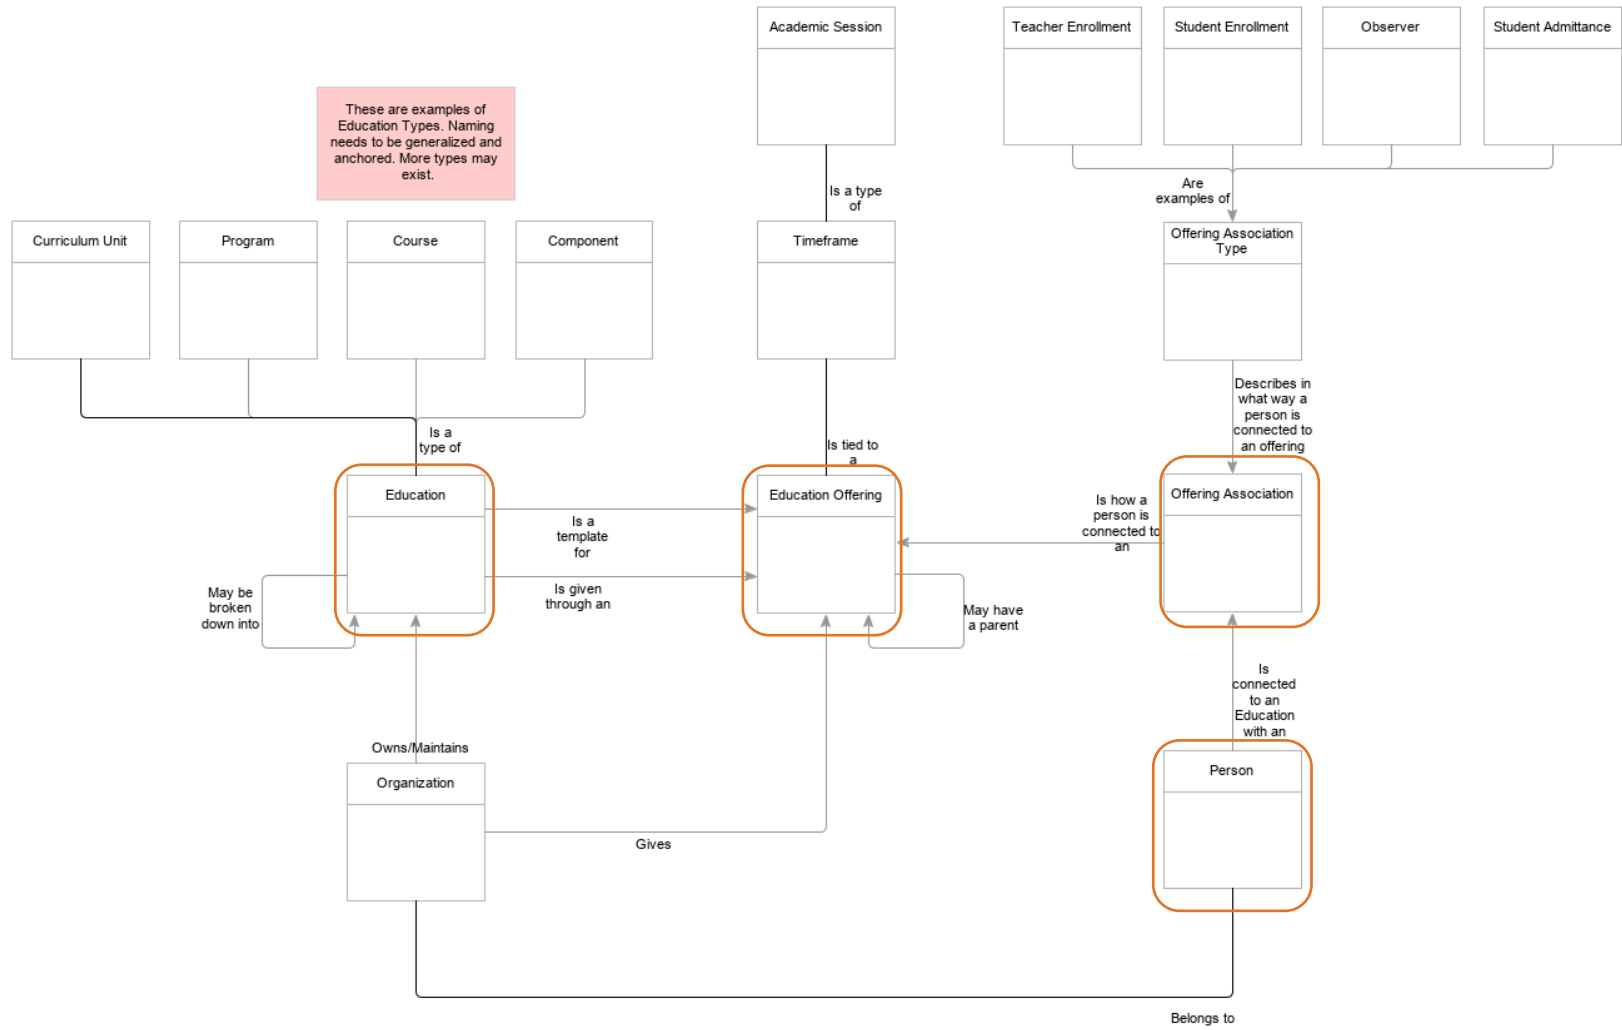 Academic Session
Teacher Enrollment
Student Enrollment
Observer
Student Admittance
These are examples of
Education Types. Naming
needs to be generalized and
anchored. More types may
exist.
Is a type
of
Are
examples of
Curriculum Unit
Program
Course
Component
Timeframe
Offering Association
Type
Is a
type of
Is tied to
a
Describes in
what way a
person is
connected to
an offering
Education
Education Offering
Offering Association
Is a
template
for
Is how a
person is
connected to
an
Is given
through an
May be
broken
down into
May have
a parent
Is
connected
to an
Education
with an
Owns/Maintains
Organization
Person
Gives
Belongs to